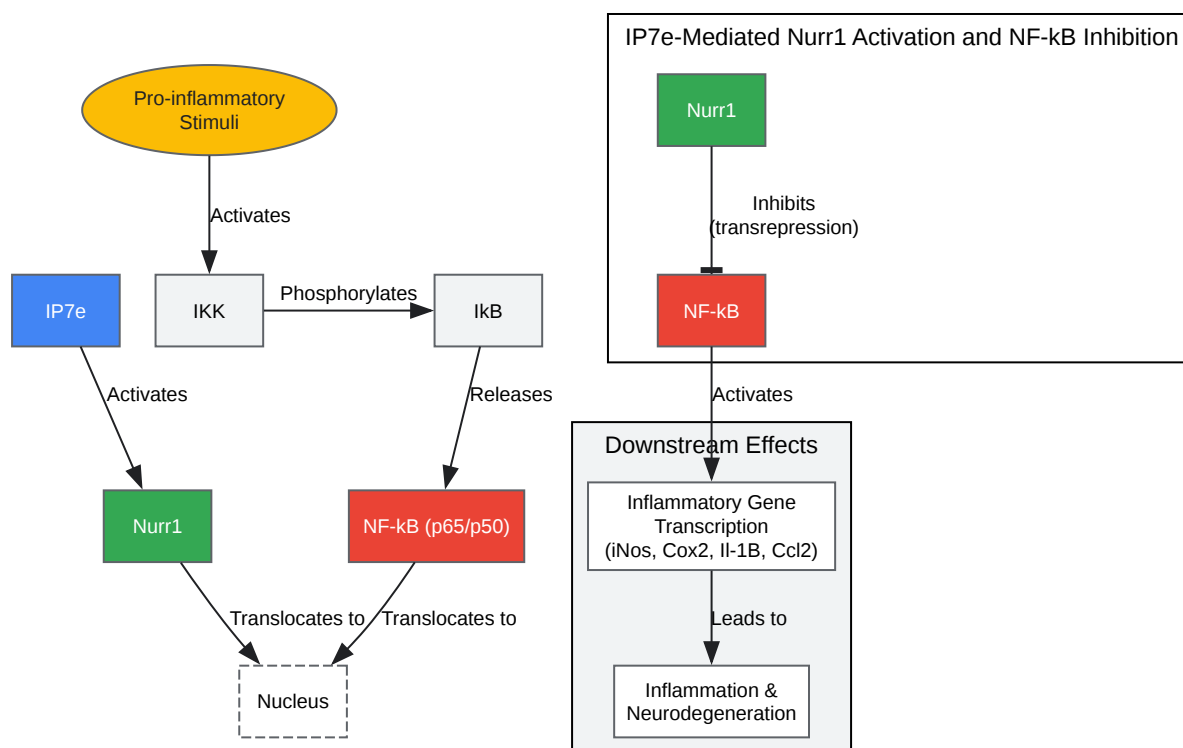 IP7e-Mediated Nurr1 Activation and NF-kB Inhibition
Pro-inflammatory
Stimuli
Nurr1
Activates
Inhibits
(transrepression)
IP7e
IKK
Phosphorylates
IkB
NF-kB
Activates
Releases
Activates
Downstream Effects
Nurr1
NF-kB (p65/p50)
Inflammatory Gene
Transcription
(iNos, Cox2, Il-1B, Ccl2)
Translocates to
Translocates to
Leads to
Nucleus
Inflammation &
Neurodegeneration